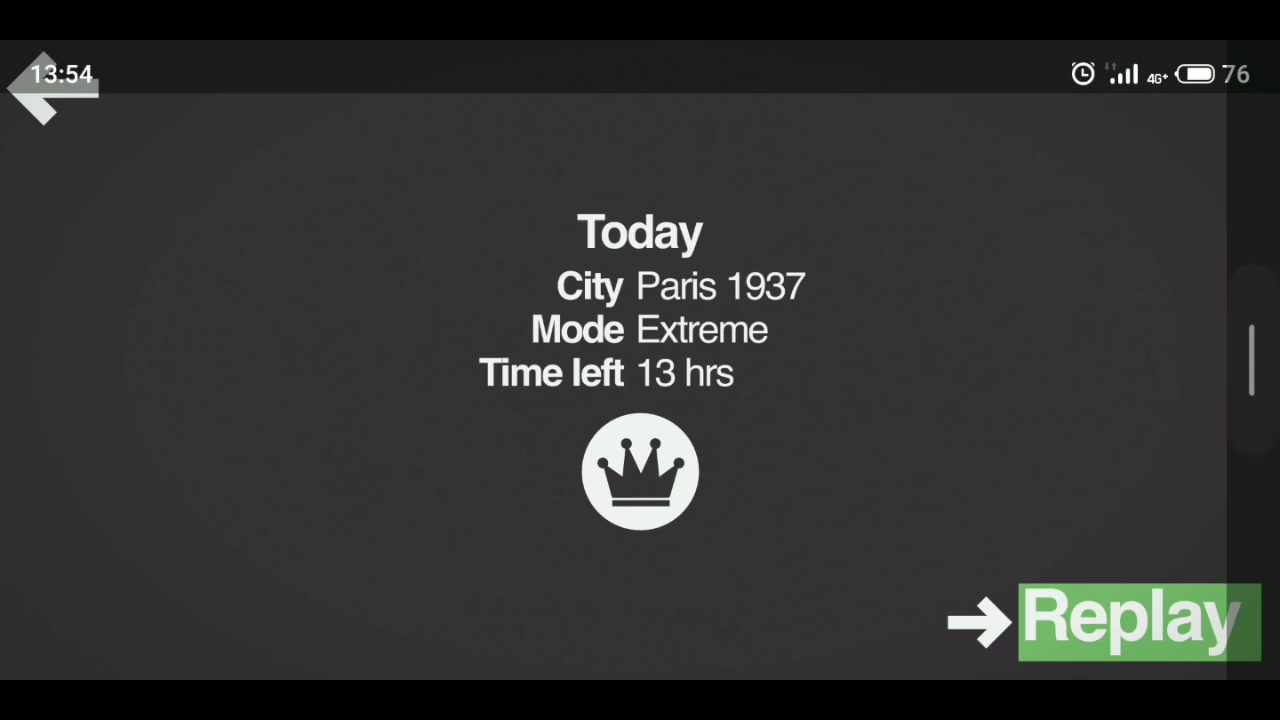 13:54
4G+ 76
Today
City Paris 1937
Mode Extreme
Time left 13 hrs
Replay